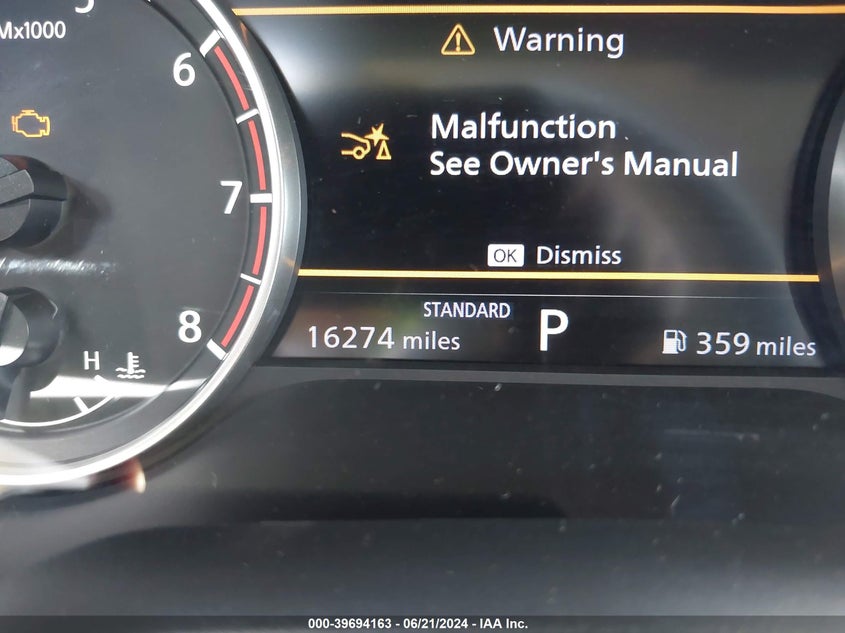 Mx1000
6
7
8
H
Warning
Malfunction
See Owner's Manual
OK Dismiss
STANDARD
16274 miles
P
359 miles
000-39694163 - 06/21/2024 - IAA Inc.